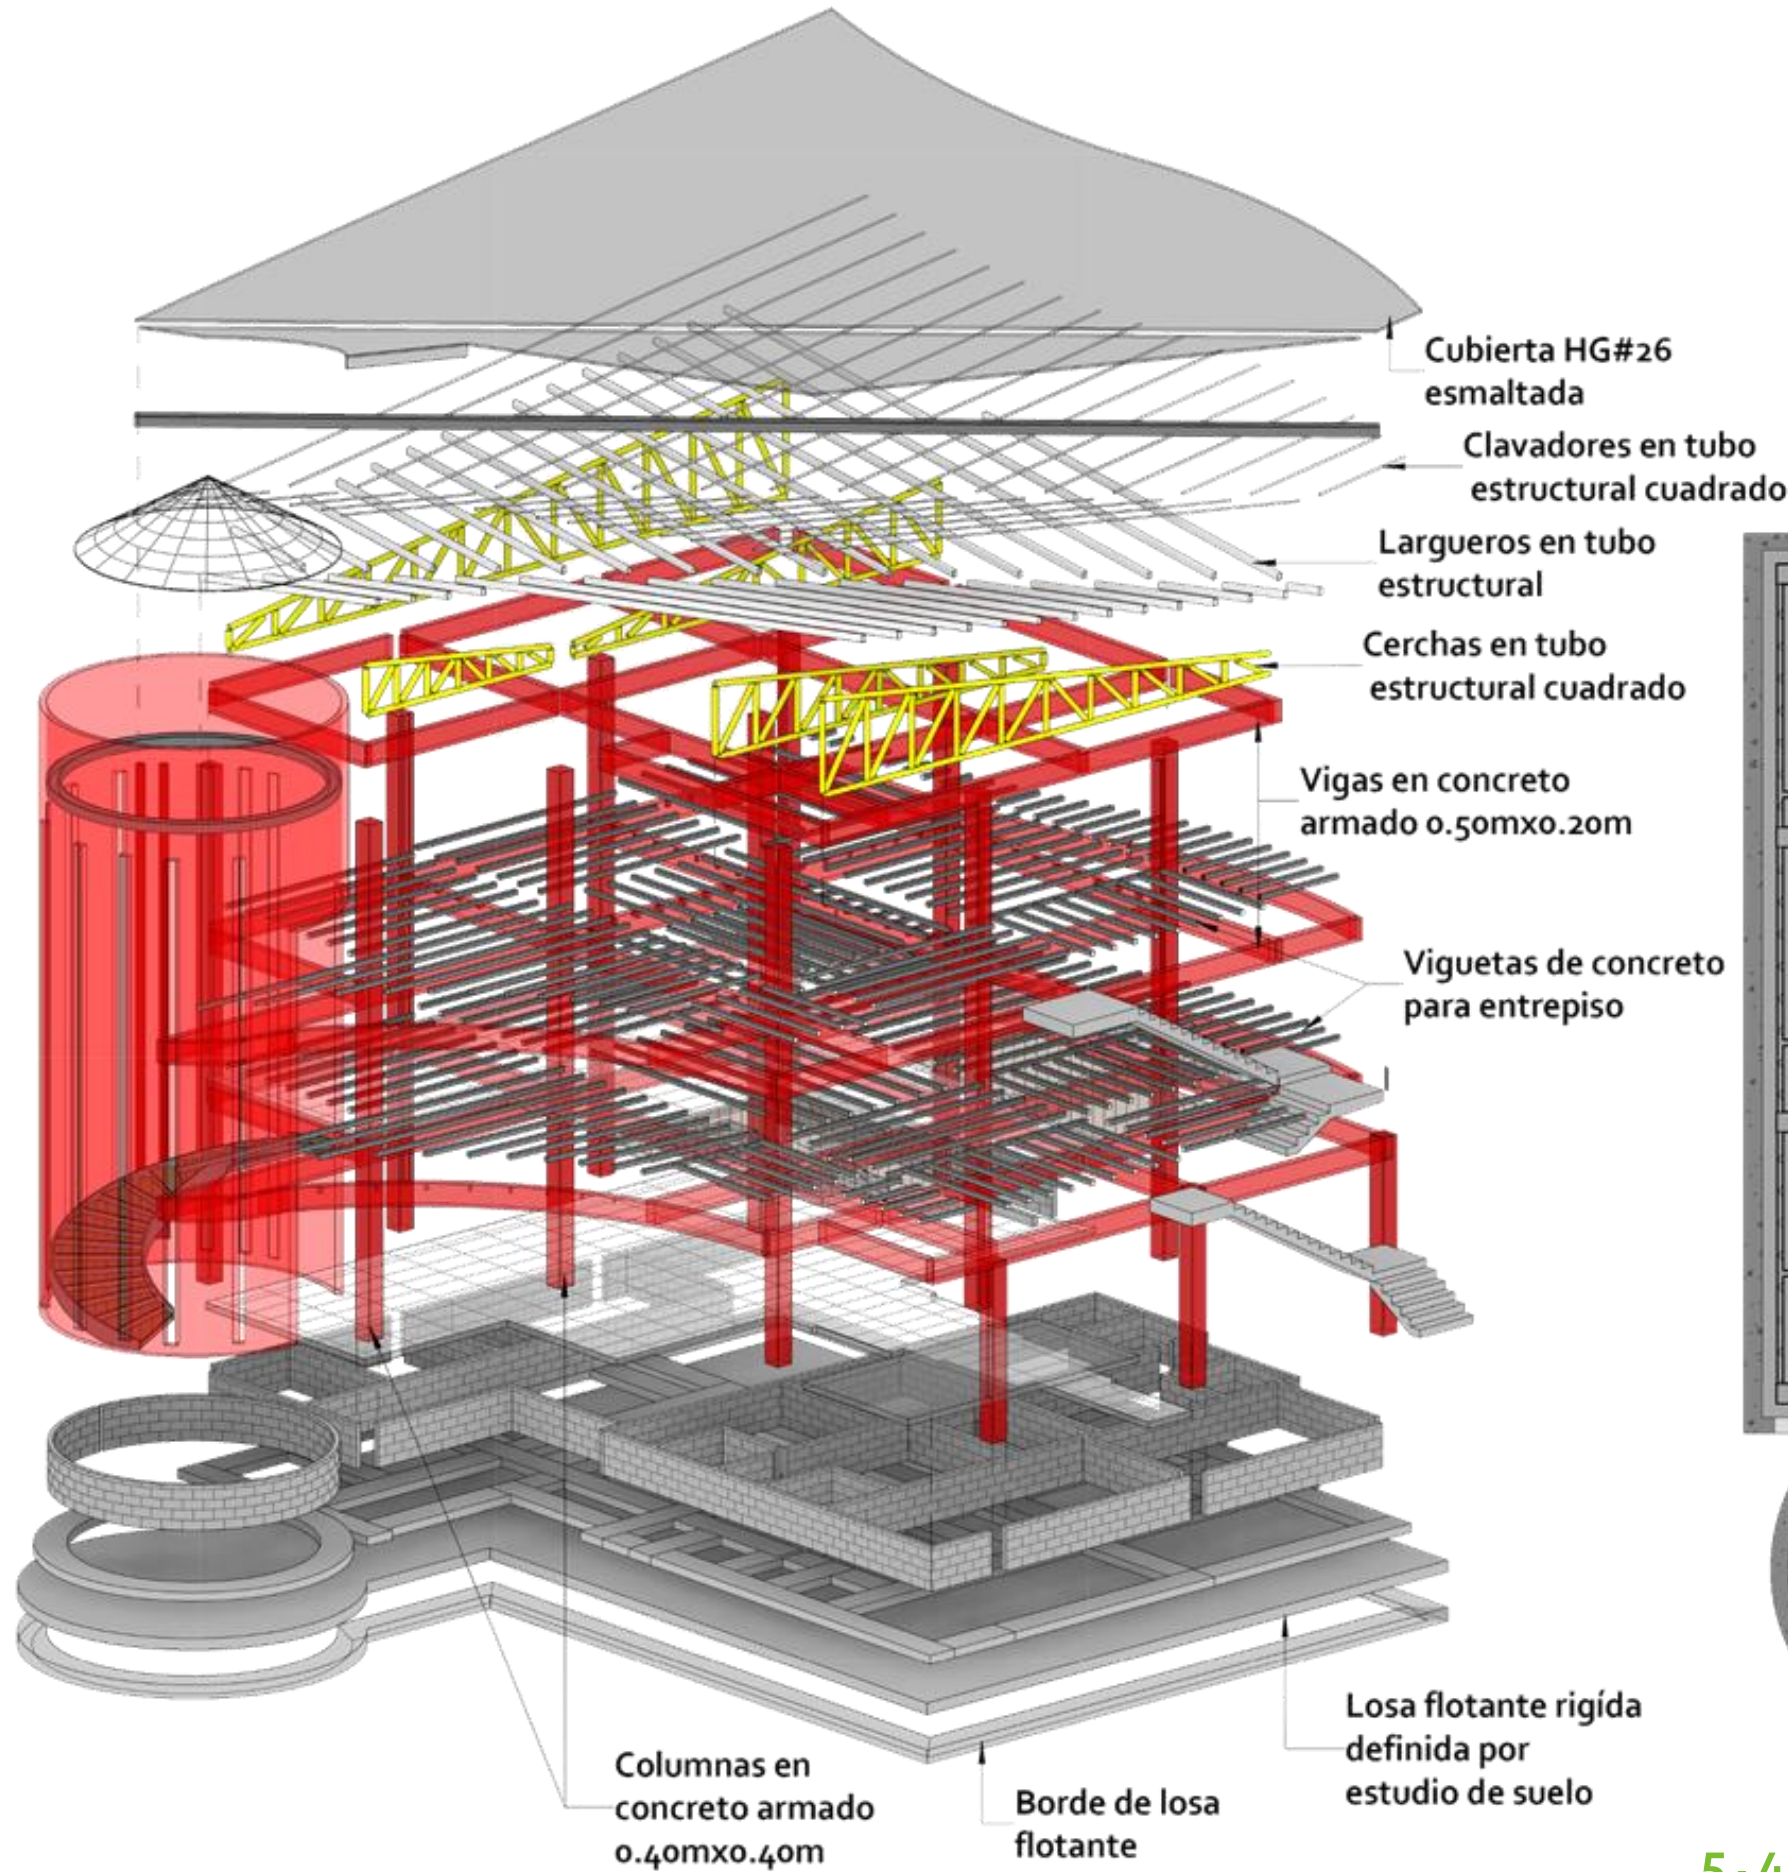 Cubierta HG#26
esmaltada
Clavadores en tubo
estructural cuadrado
Largueros en tubo
estructural
Cerchas en tubo
estructural cuadrado
Vigas en concreto
armado 0.50mx0.20m
Viguetas de concreto
para entrepiso
Losa flotante rigída
definida por
estudio de suelo
Columnas en
concreto armado
0.40mx0.40m
Borde de losa
flotante